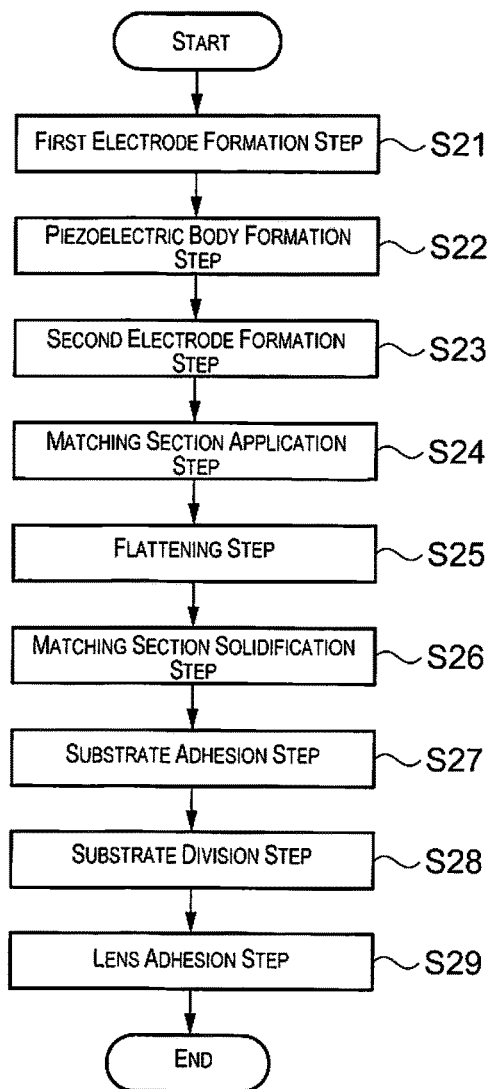 START
FIRST ELECTRODE FORMATION STEP S21
PIEZOELECTRIC BODY FORMATION
STEP S22
SECOND ELECTRODE FORMATION
STEP S23
MATCHING SECTION APPLICATION
STEP S24
FLATTENING STEP S25
MATCHING SECTION SOLIDIFICATION
STEP S26
SUBSTRATE ADHESION STEP S27
SUBSTRATE DIVISION STEP S28
LENS ADHESION STEP S29
END